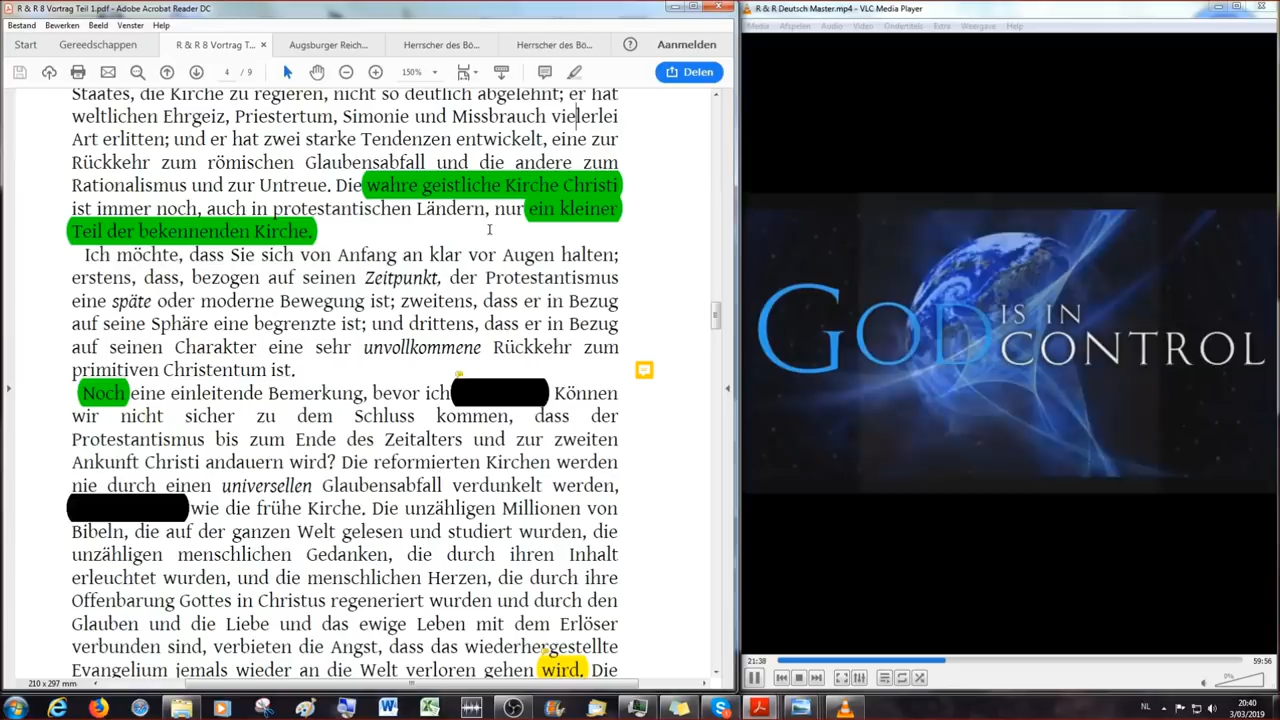 R & R 8 Vortrag Teil 1.pdf - Adobe Acrobat Reader DC
Bestand Bewerken Beeld Venster Help
Start Gereedschappen R & R 8 Vortrag T... × Augsburger Reich... Herrscher des Bö... Herrscher des Bö... ? Aanmelden
4 / 9 150% Delen
Staates, die Kirche zu regieren, nicht so deutlich abgelehnt; er hat
weltlichen Ehrgeiz, Priestertum, Simonie und Missbrauch vielerlei
Art erlitten; und er hat zwei starke Tendenzen entwickelt, eine zur
Rückkehr zum römischen Glaubensabfall und die andere zum
Rationalismus und zur Untreue. Die wahre geistliche Kirche Christi
ist immer noch, auch in protestantischen Ländern, nur ein kleiner
Teil der bekennenden Kirche.
Ich möchte, dass Sie sich von Anfang an klar vor Augen halten;
erstens, dass, bezogen auf seinen Zeitpunkt, der Protestantismus
eine späte oder moderne Bewegung ist; zweitens, dass er in Bezug
auf seine Sphäre eine begrenzte ist; und drittens, dass er in Bezug
auf seinen Charakter eine sehr unvollkommene Rückkehr zum
primitiven Christentum ist.
Noch eine einleitende Bemerkung, bevor ich Können
wir nicht sicher zu dem Schluss kommen, dass der
Protestantismus bis zum Ende des Zeitalters und zur zweiten
Ankunft Christi andauern wird? Die reformierten Kirchen werden
nie durch einen universellen Glaubensabfall verdunkelt werden,
wie die frühe Kirche. Die unzähligen Millionen von
Bibeln, die auf der ganzen Welt gelesen und studiert wurden, die
unzähligen menschlichen Gedanken, die durch ihren Inhalt
erleuchtet wurden, und die menschlichen Herzen, die durch ihre
Offenbarung Gottes in Christus regeneriert wurden und durch den
Glauben und die Liebe und das ewige Leben mit dem Erlöser
verbunden sind, verbieten die Angst, dass das wiederhergestellte
Evangelium jemals wieder an die Welt verloren gehen wird. Die
210 x 297 mm
R & R Deutsch Master.mp4 - VLC Media Player
Media Afspelen Audio Video Ondertitels Extra Weergave Help
GOD IS IN
CONTROL
21:38 59:56
0%
NL 20:40
3/03/2019